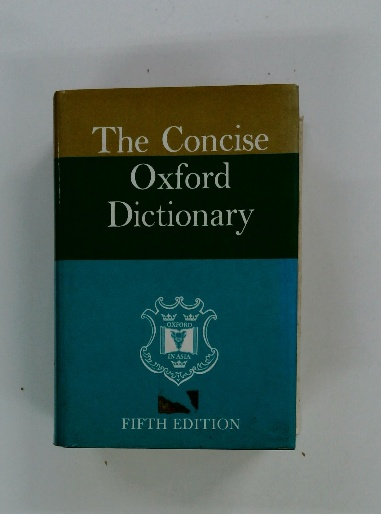 The Concise
Oxford
Dictionary
OXFORD
IN ASIA
FIFTH EDITION